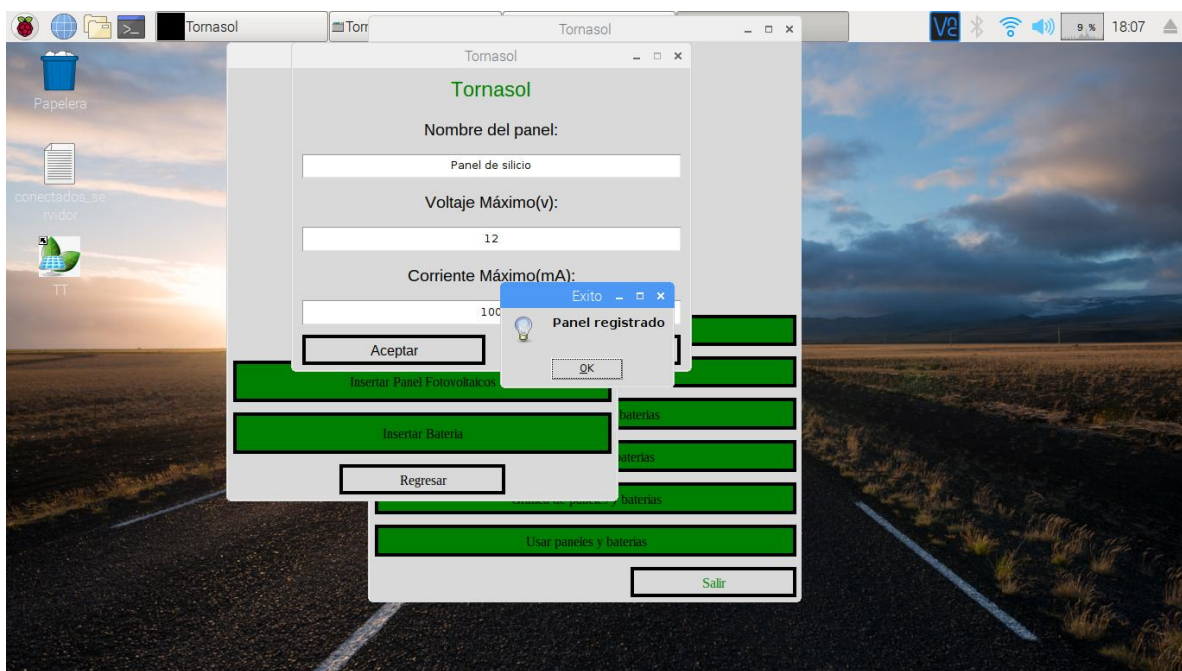 Tornasol
Torr
Tornasol
9 %
18:07
Papelera
conectados_se
rvidor
TT
Tornasol
Tornasol
Nombre del panel:
Panel de silicio
Voltaje Máximo(v):
12
Corriente Máximo(mA):
100
Exito
Panel registrado
OK
Aceptar
Insertar Panel Fotovoltaicos
Insertar Bateria
baterias
baterias
Regresar
y baterias
Usar paneles y baterias
Salir